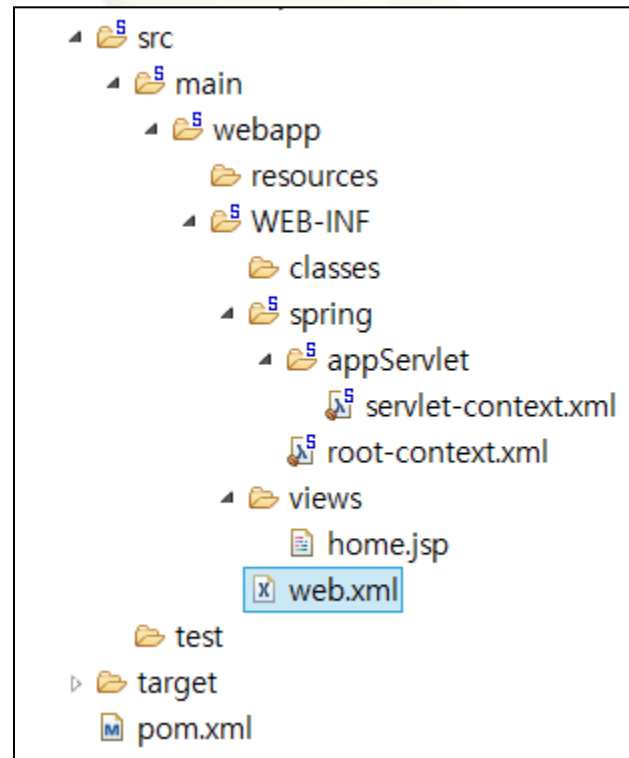 src
main
webapp
resources
WEB-INF
classes
spring
appServlet
servlet-context.xml
root-context.xml
views
home.jsp
web.xml
test
target
pom.xml